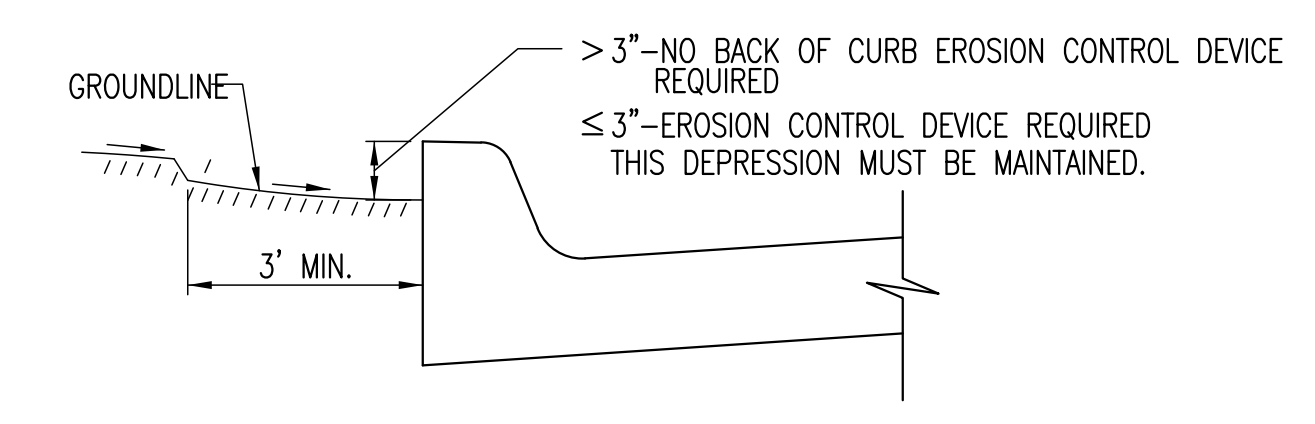 > 3"-NO BACK OF CURB EROSION CONTROL DEVICE
REQUIRED
GROUNDLINE
≤ 3"-EROSION CONTROL DEVICE REQUIRED
THIS DEPRESSION MUST BE MAINTAINED.
3' MIN.